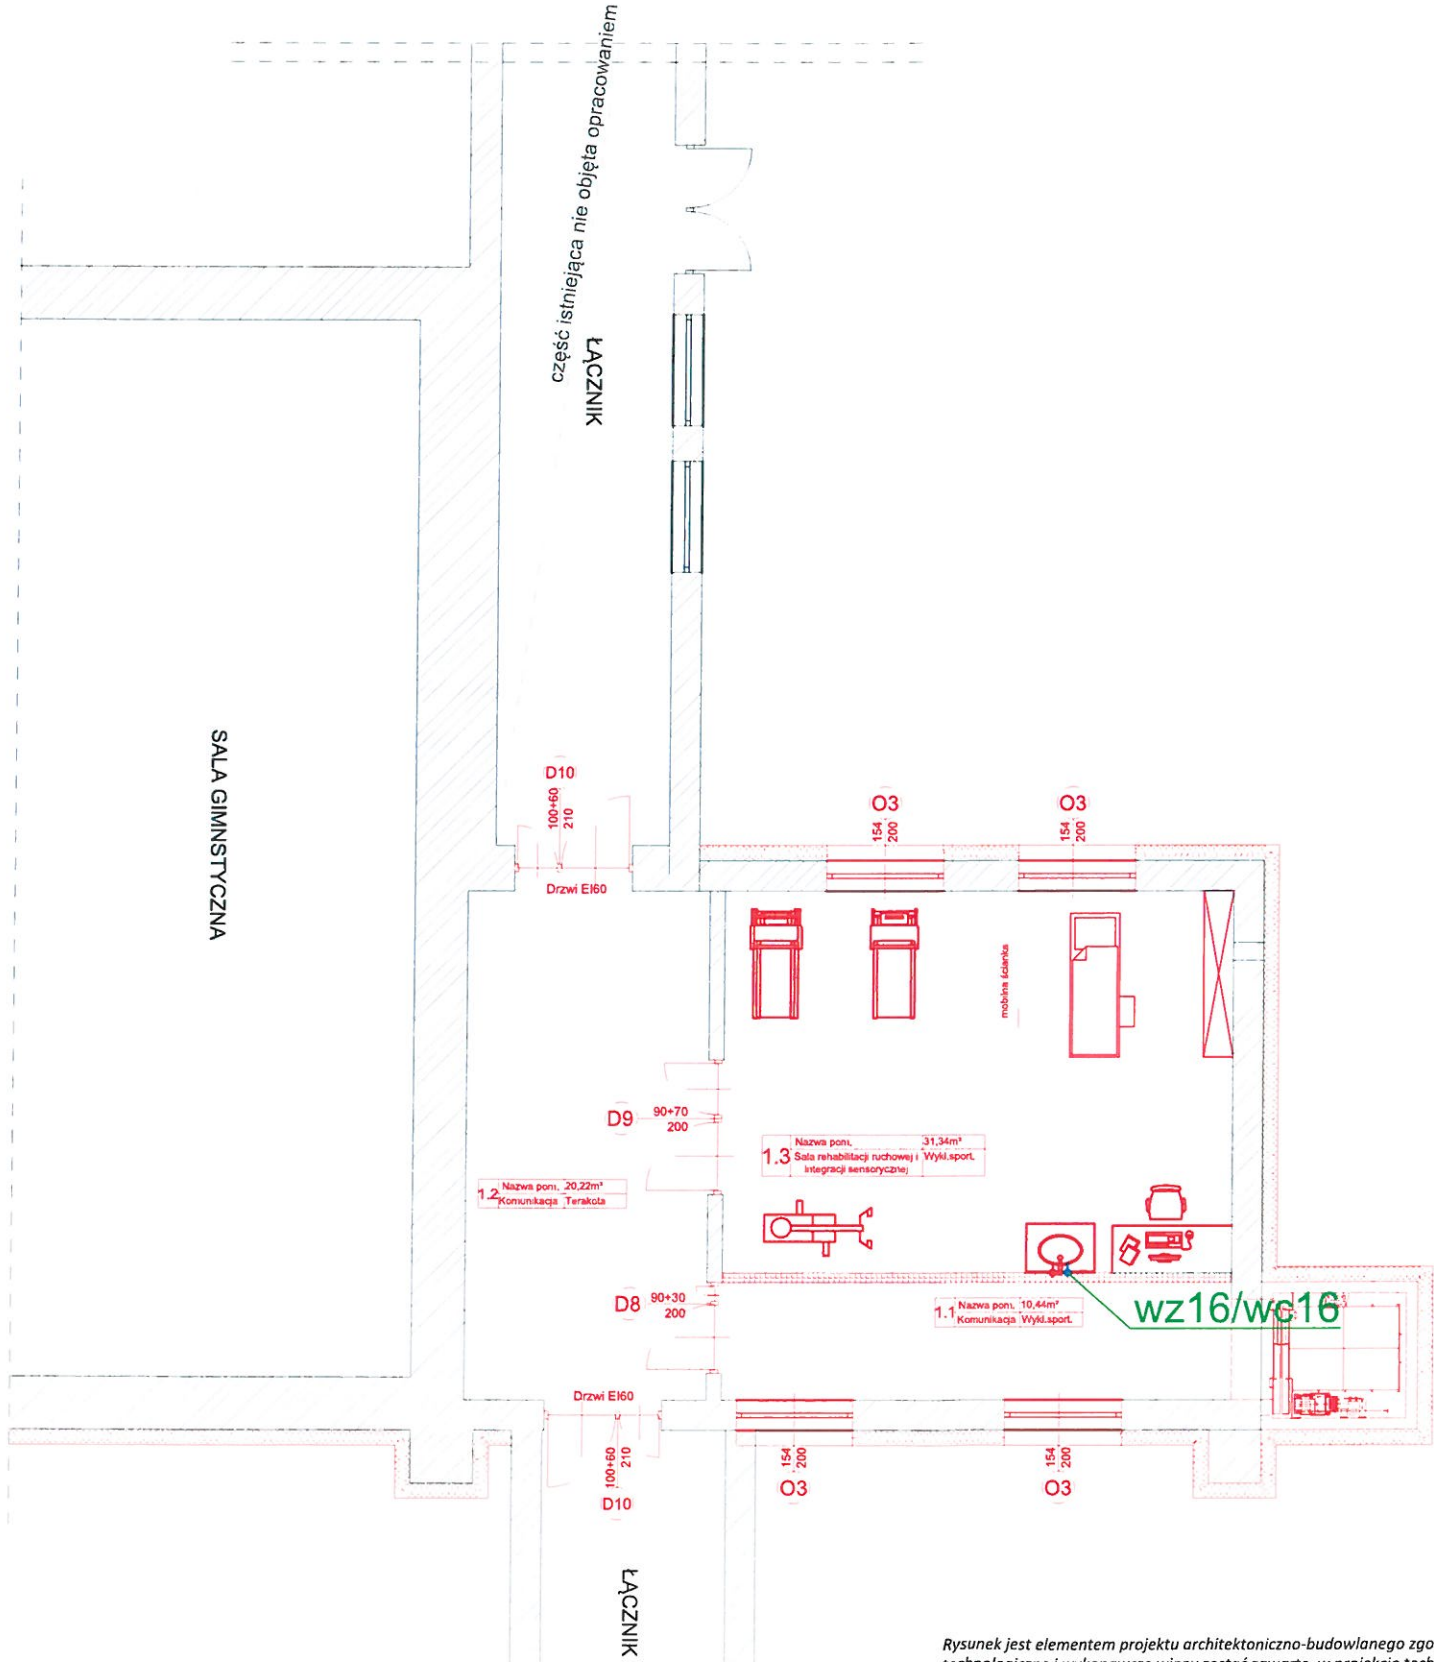 część istniejąca nie objęta opracowaniem
ŁĄCZNIK
SALA GIMNSTYCZNA
D10
100+60
210
Drzwi EI60
O3
154
200
O3
154
200
mobilna ścianka
D9
90+70
200
1.3
Nazwa pom. 31,34m²
Sala rehabilitacji ruchowej i Wykł.sport.
integracji sensorycznej
1.2
Nazwa pom. 20,22m²
Komunikacja Terakota
D8
90+30
200
1.1
Nazwa pom. 10,44m²
Komunikacja Wykł.sport.
wz16/wc16
Drzwi EI60
100+60
210
D10
154
200
O3
154
200
O3
ŁĄCZNIK
Rysunek jest elementem projektu architektoniczno-budowlanego zgo